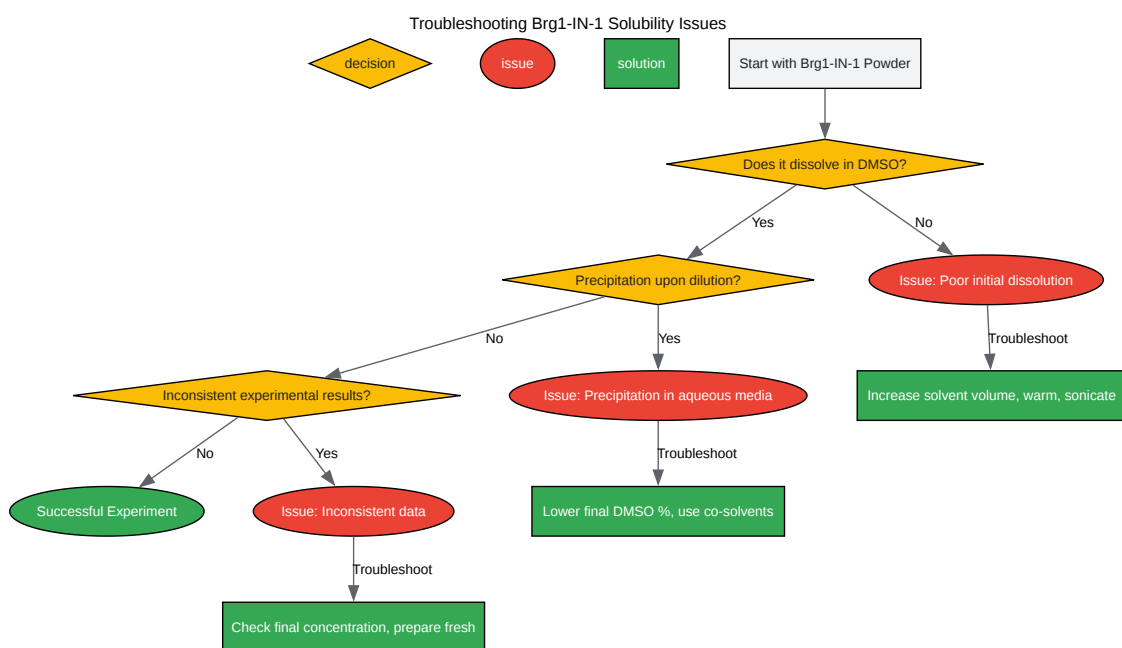 Troubleshooting Brg1-IN-1 Solubility Issues
decision
issue
solution
Start with Brg1-IN-1 Powder
Does it dissolve in DMSO?
Yes
No
Precipitation upon dilution?
Issue: Poor initial dissolution
No
Yes
Troubleshoot
Inconsistent experimental results?
Issue: Precipitation in aqueous media
Increase solvent volume, warm, sonicate
No
Yes
Troubleshoot
Successful Experiment
Issue: Inconsistent data
Lower final DMSO %, use co-solvents
Troubleshoot
Check final concentration, prepare fresh